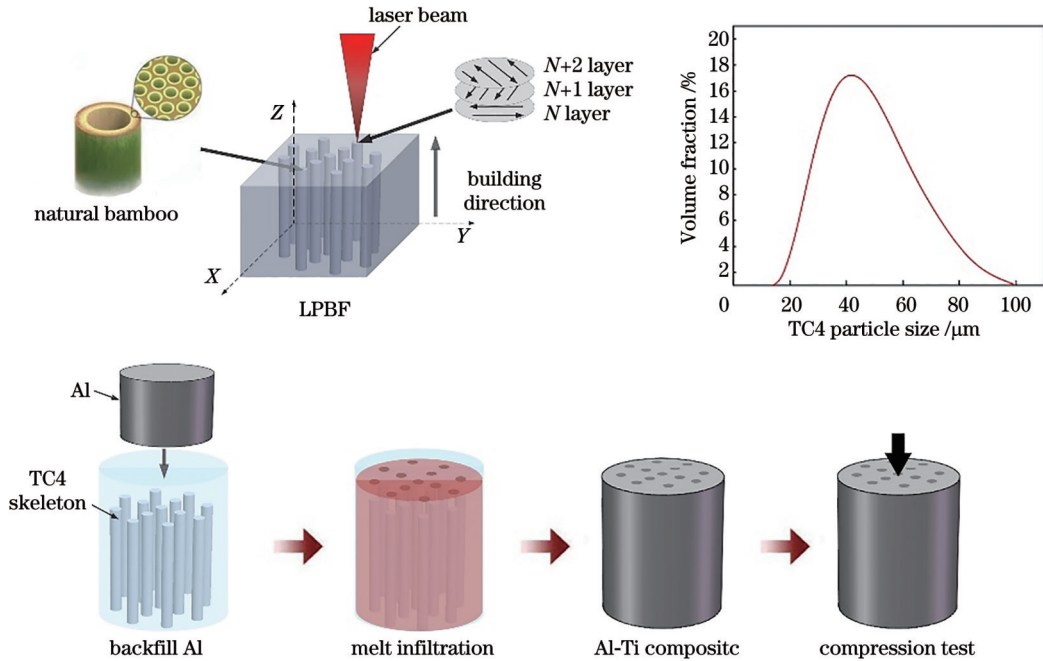 laser beam
N+2 layer
N+1 layer
N layer
Z
building
direction
natural bamboo
Y
X
LPBF
Volume fraction /%
20
18
16
14
12
10
8
6
4
2
0
20
40
60
80
100
TC4 particle size /μm
Al
TC4
skeleton
backfill Al
melt infiltration
Al-Ti compositc
compression test